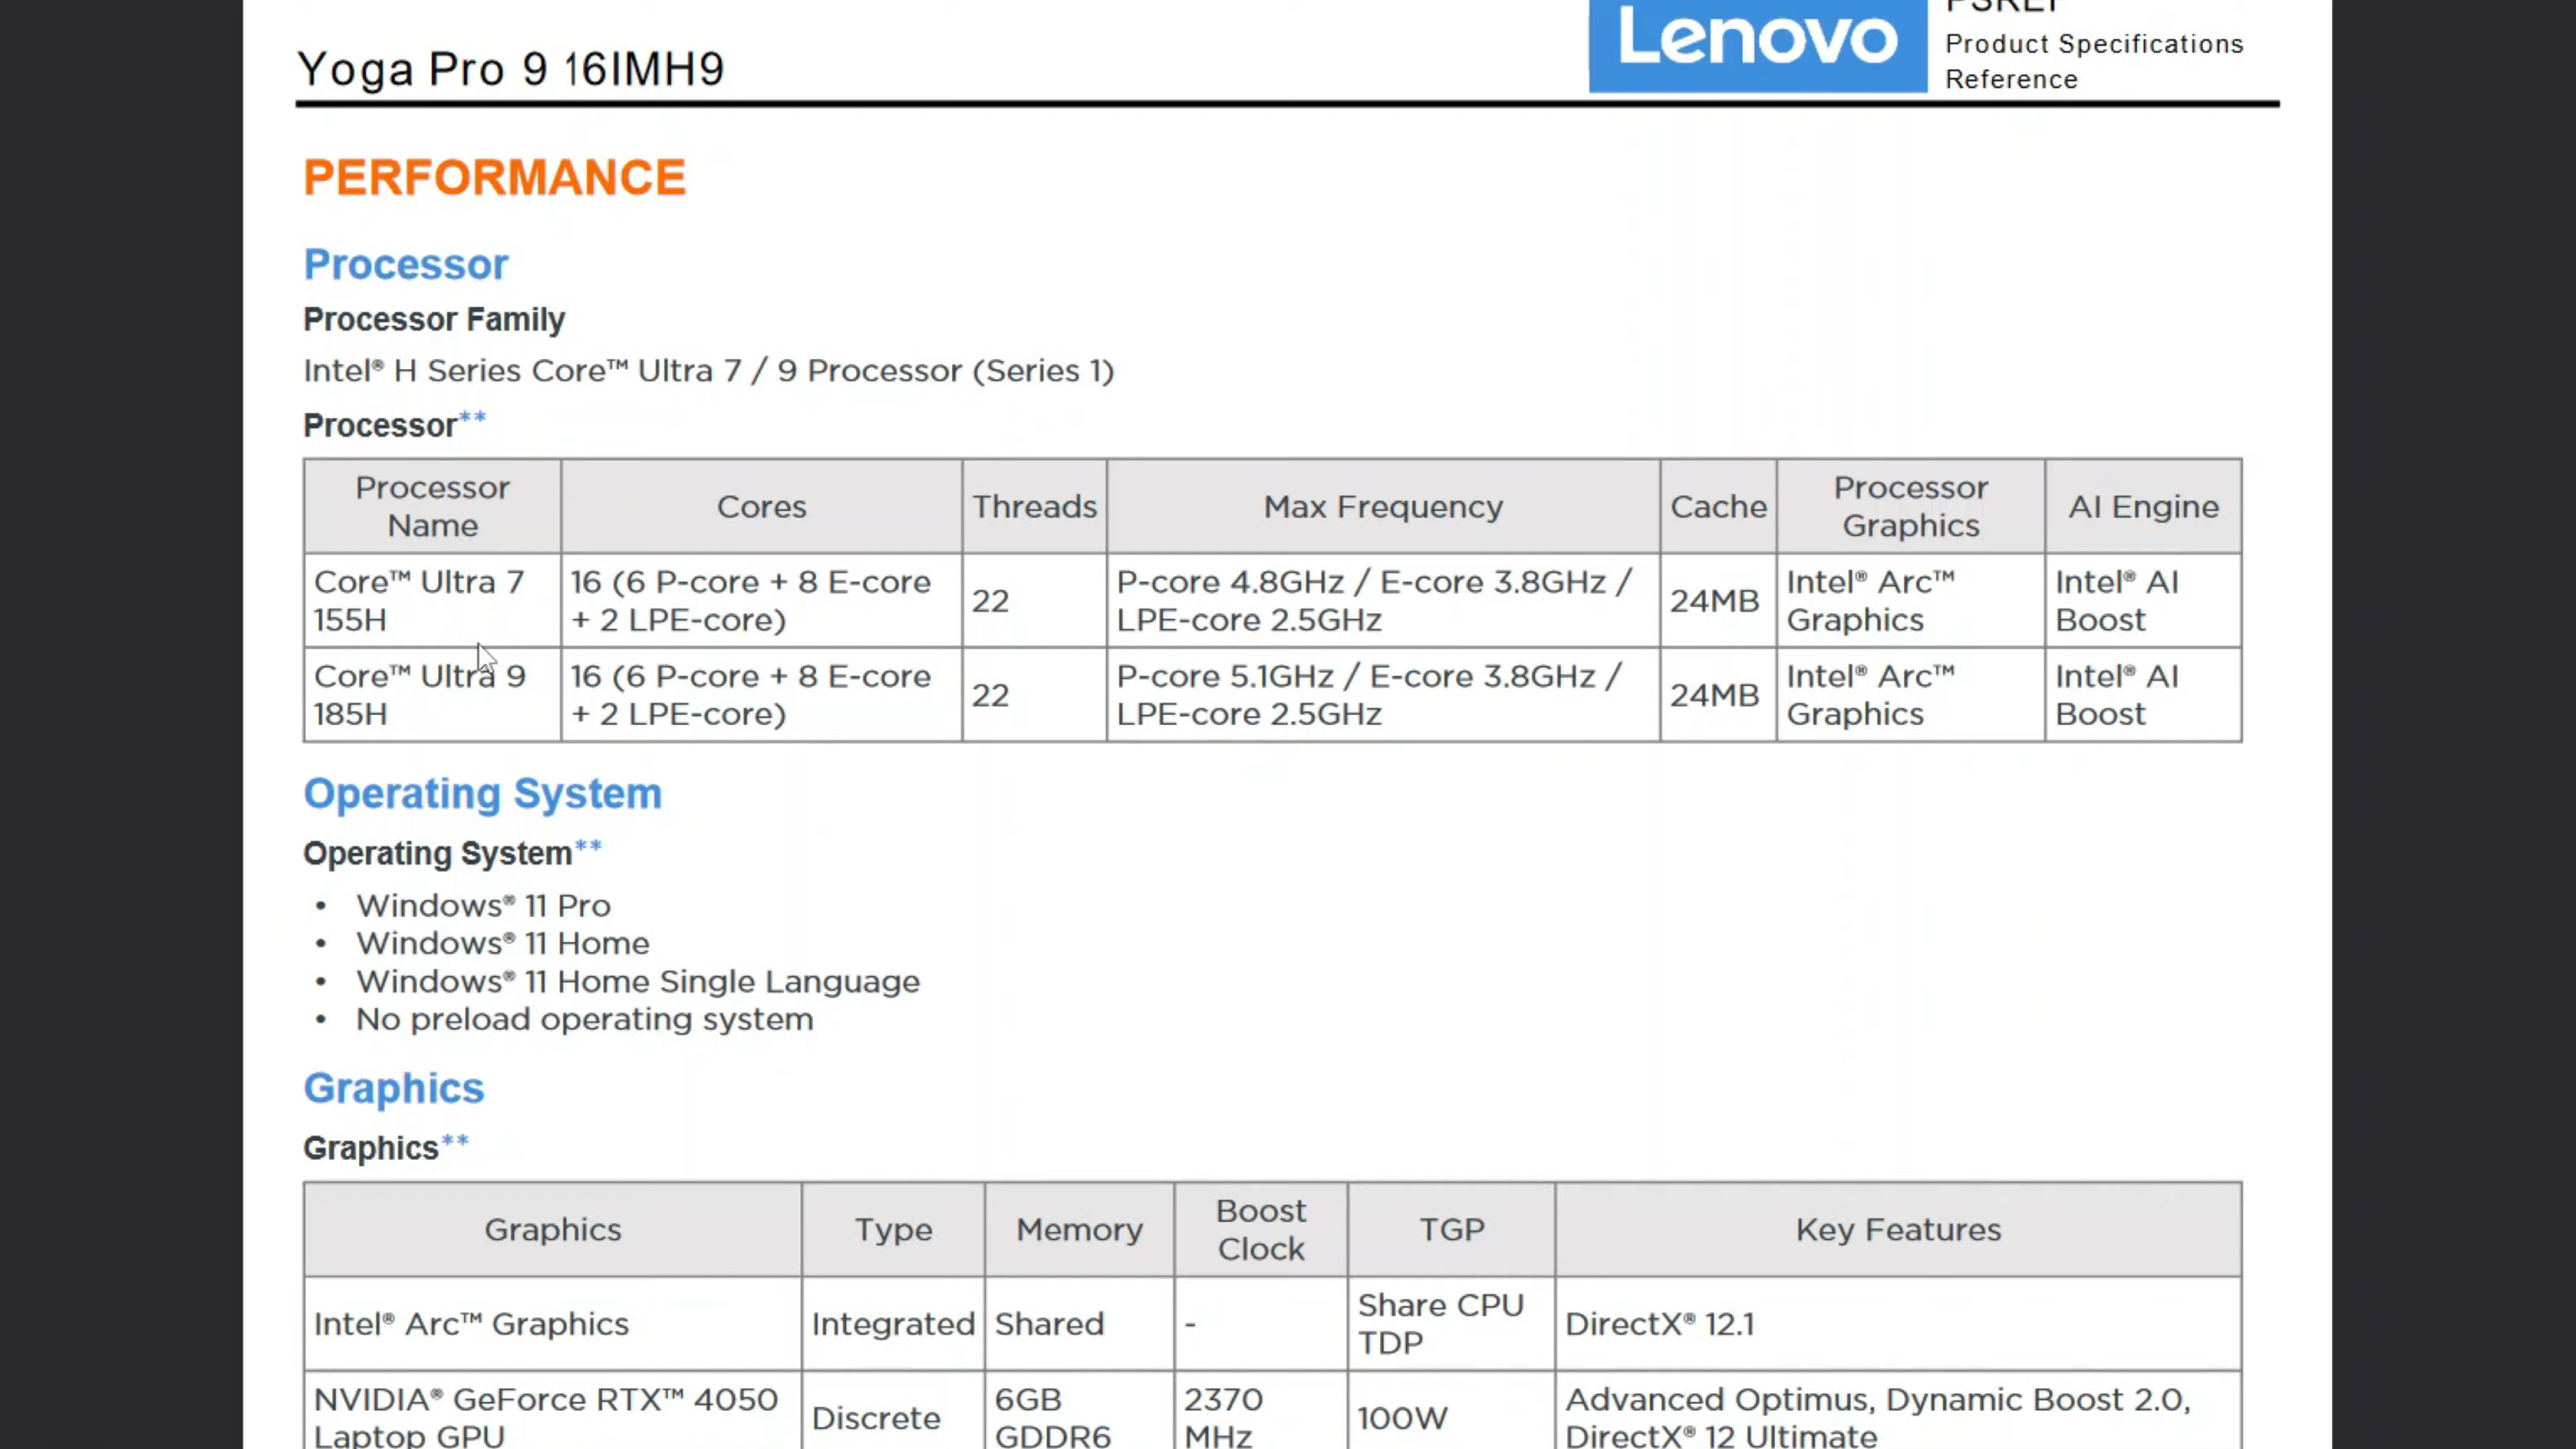 PSREF
Yoga Pro 9 16IMH9
Lenovo
Product Specifications
Reference
PERFORMANCE
Processor
Processor Family
Intel® H Series Core™ Ultra 7 / 9 Processor (Series 1)
Processor**
Processor
Name
Cores
Threads
Max Frequency
Cache
Processor
Graphics
AI Engine
Core™ Ultra 7
155H
16 (6 P-core + 8 E-core
+ 2 LPE-core)
22
P-core 4.8GHz / E-core 3.8GHz /
LPE-core 2.5GHz
24MB
Intel® Arc™
Graphics
Intel® AI
Boost
Core™ Ultra 9
185H
16 (6 P-core + 8 E-core
+ 2 LPE-core)
22
P-core 5.1GHz / E-core 3.8GHz /
LPE-core 2.5GHz
24MB
Intel® Arc™
Graphics
Intel® AI
Boost
Operating System
Operating System**
• Windows® 11 Pro
• Windows® 11 Home
• Windows® 11 Home Single Language
• No preload operating system
Graphics
Graphics**
Graphics
Type
Memory
Boost
Clock
TGP
Key Features
Intel® Arc™ Graphics
Integrated
Shared
-
Share CPU
TDP
DirectX® 12.1
NVIDIA® GeForce RTX™ 4050
Laptop GPU
Discrete
6GB
GDDR6
2370
MHz
100W
Advanced Optimus, Dynamic Boost 2.0,
DirectX® 12 Ultimate